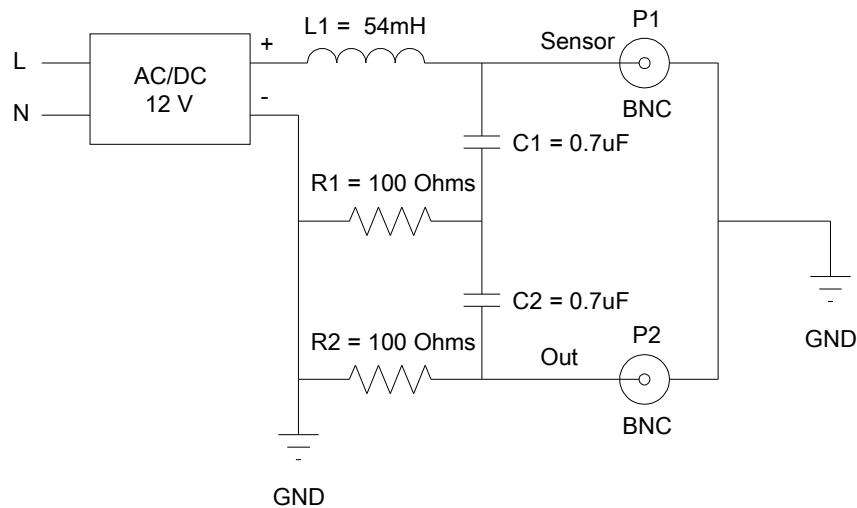 L1 = 54mH
P1
+
Sensor
L
AC/DC
12 V
-
N
BNC
C1 = 0.7uF
R1 = 100 Ohms
C2 = 0.7uF
R2 = 100 Ohms
P2
GND
Out
BNC
GND